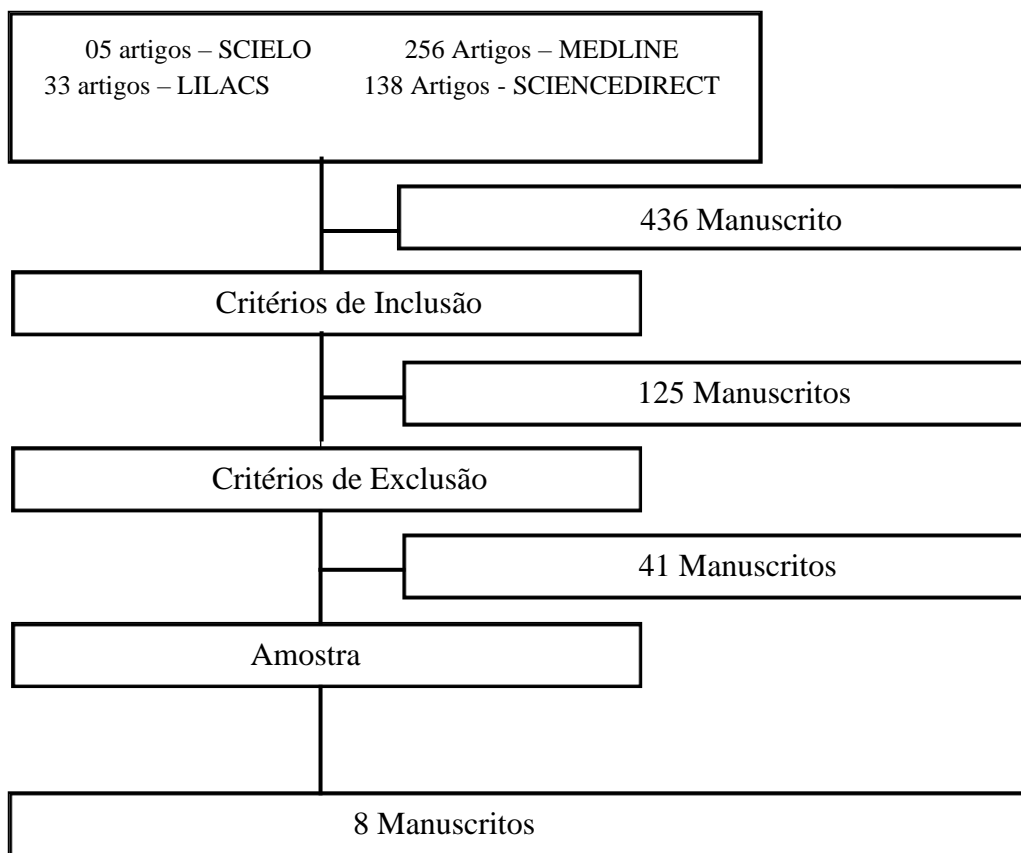 05 artigos – SCIELO 256 Artigos – MEDLINE
33 artigos – LILACS 138 Artigos - SCIENCEDIRECT
436 Manuscrito
Critérios de Inclusão
125 Manuscritos
Critérios de Exclusão
41 Manuscritos
Amostra
8 Manuscritos